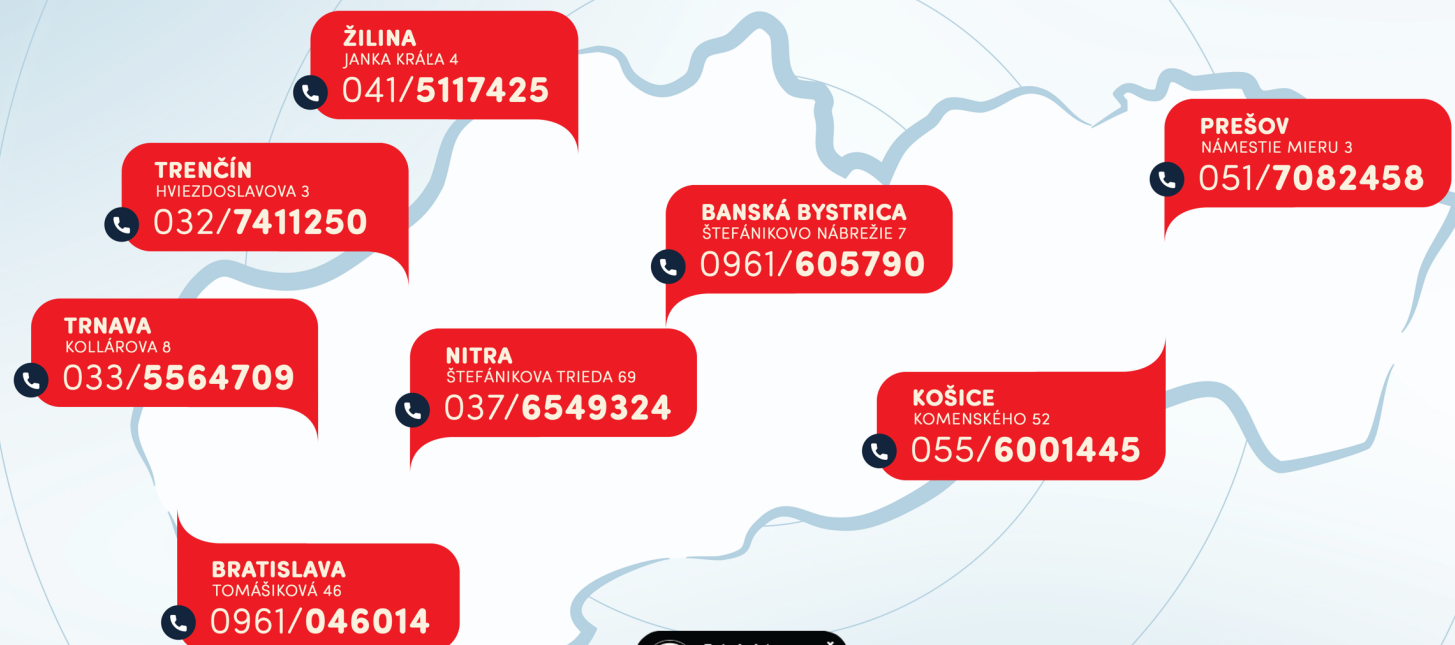 ŽILINA
JANKA KRÁĽA 4
041/5117425
PREŠOV
NÁMESTIE MIERU 3
051/7082458
TRENČÍN
HVIEZDOSLAVOVA 3
032/7411250
BANSKÁ BYSTRICA
ŠTEFÁNIKOVO NÁBREŽIE 7
0961/605790
TRNAVA
KOLLÁROVA 8
033/5564709
NITRA
ŠTEFÁNIKOVA TRIEDA 69
037/6549324
KOŠICE
KOMENSKÉHO 52
055/6001445
BRATISLAVA
TOMÁŠIKOVÁ 46
0961/046014